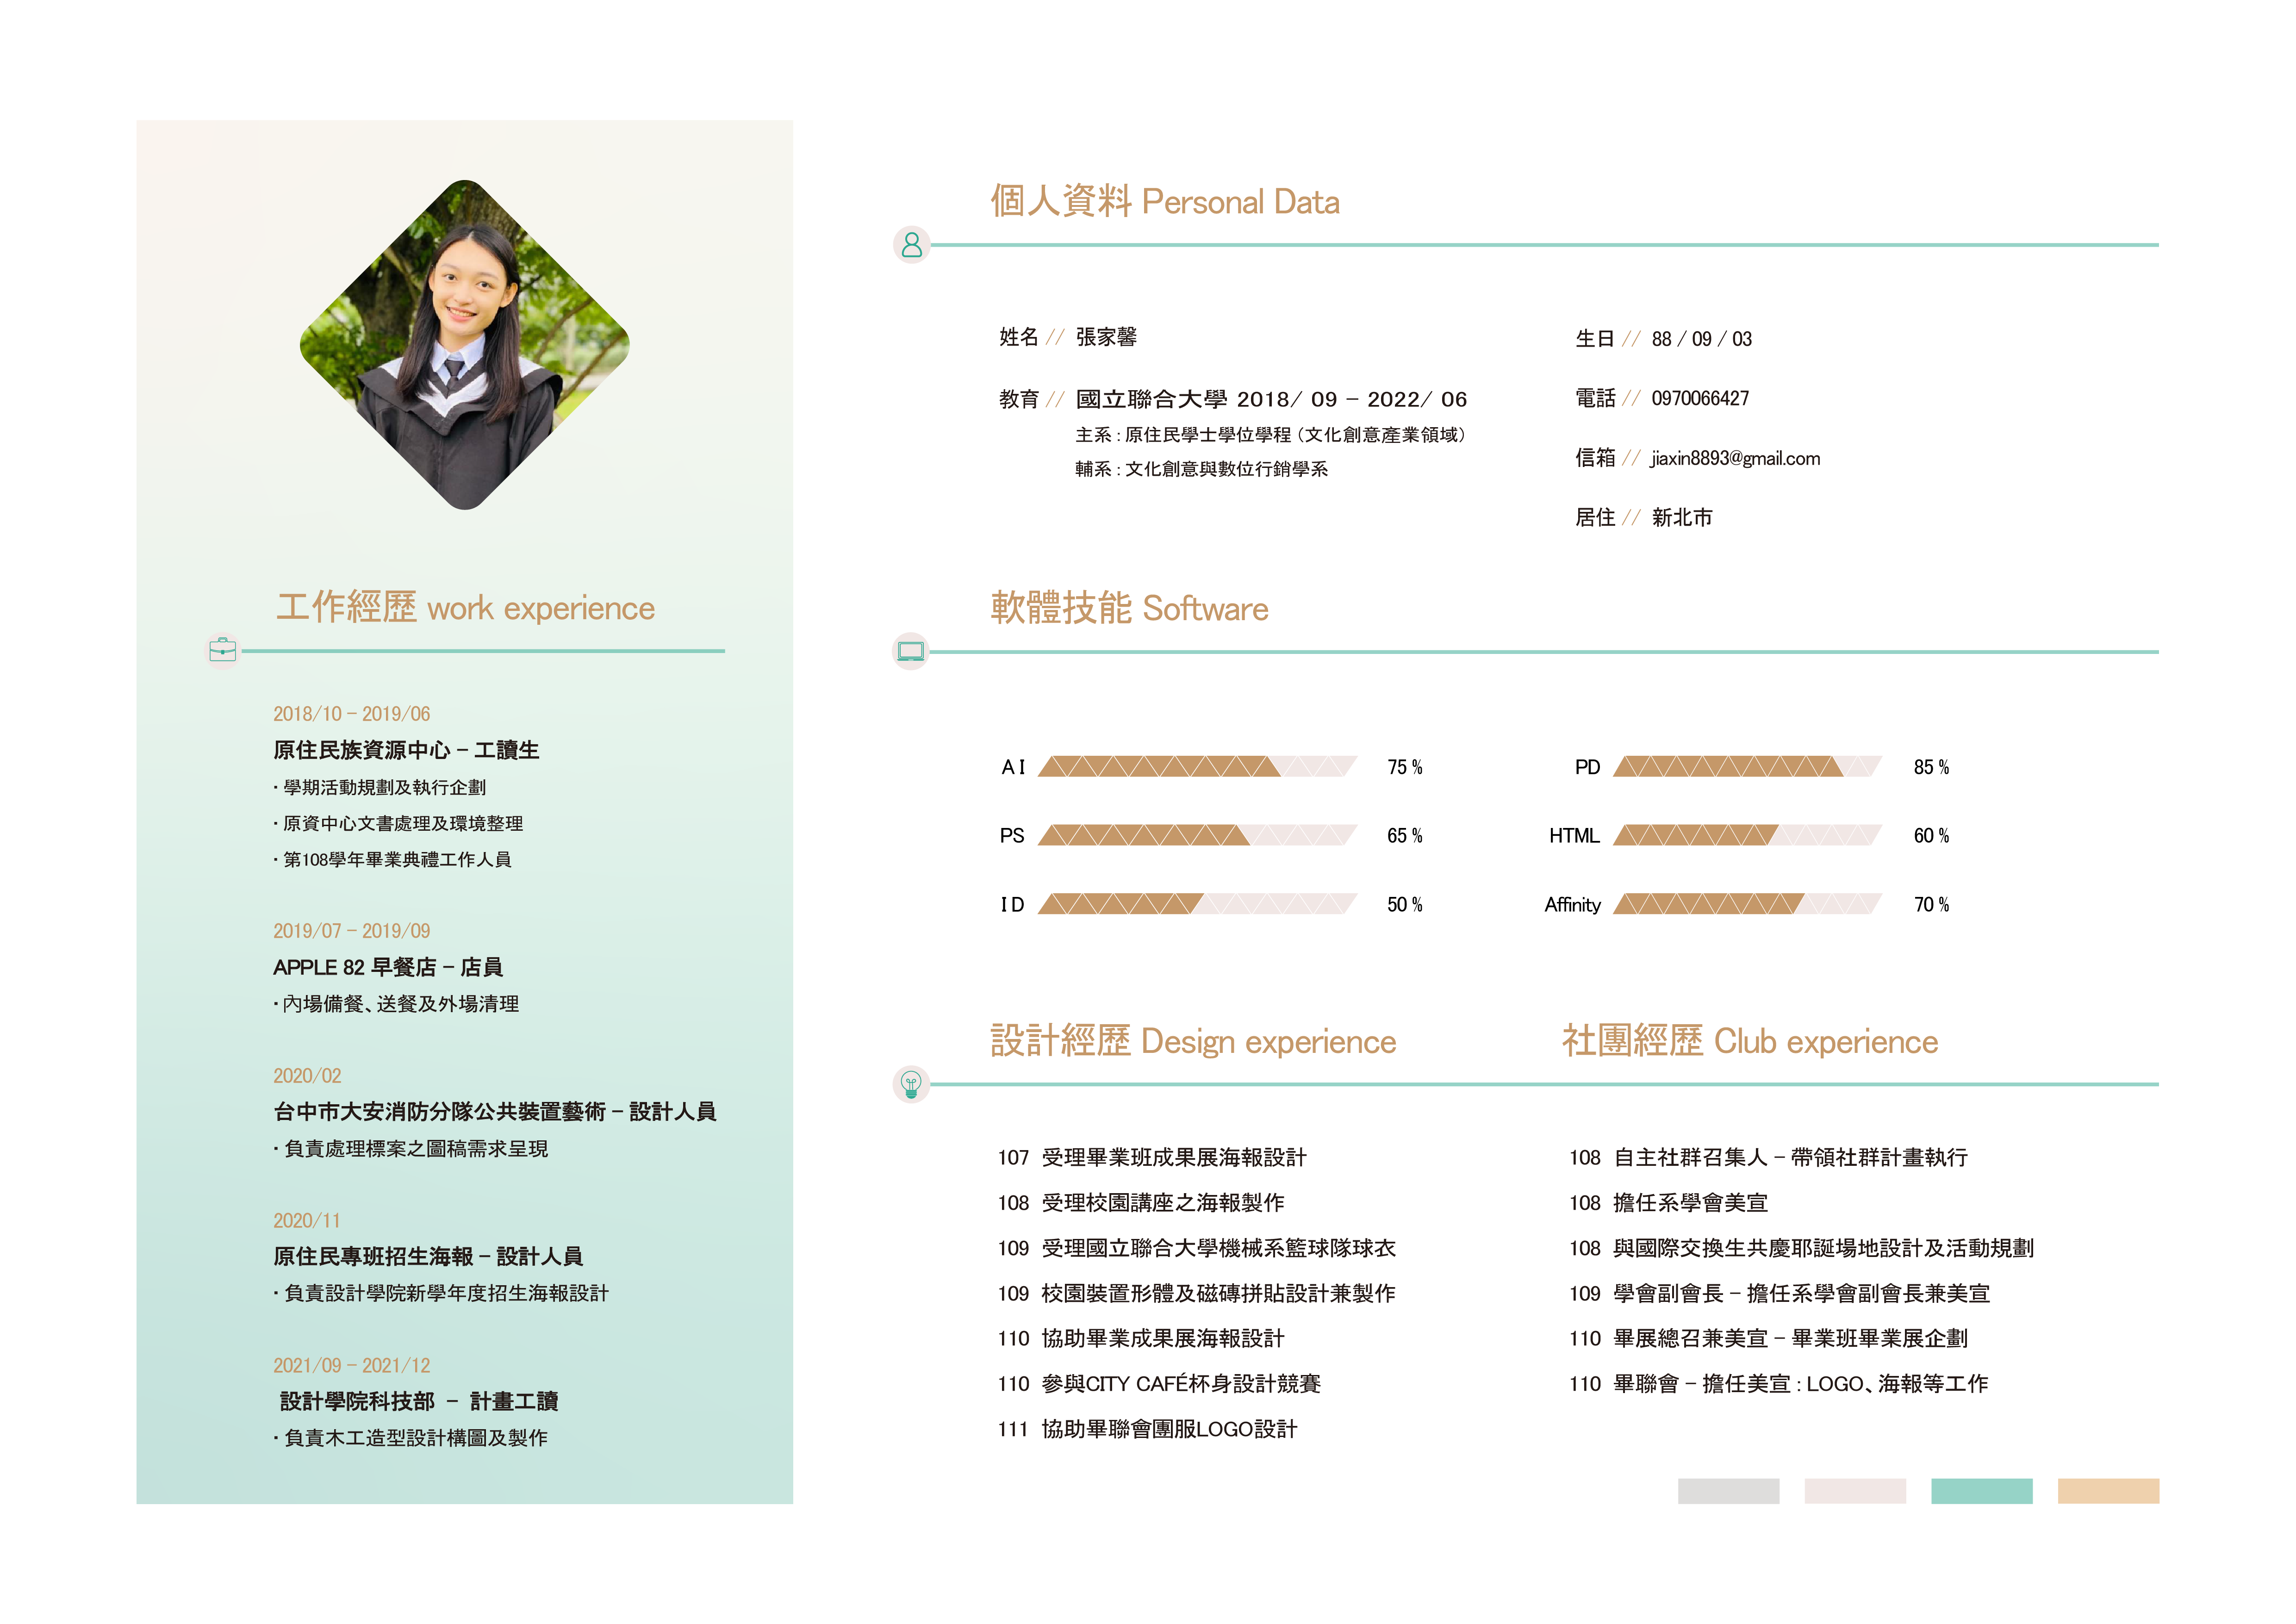 工作經歷 work experience
2018/10 – 2019/06
原住民族資源中心 – 工讀生
· 學期活動規劃及執行企劃
· 原資中心文書處理及環境整理
· 第108學年畢業典禮工作人員
2019/07 – 2019/09
APPLE 82 早餐店 – 店員
· 內場備餐、送餐及外場清理
2020/02
台中市大安消防分隊公共裝置藝術 – 設計人員
· 負責處理標案之圖稿需求呈現
2020/11
原住民專班招生海報 – 設計人員
· 負責設計學院新學年度招生海報設計
2021/09 – 2021/12
設計學院科技部 – 計畫工讀
· 負責木工造型設計構圖及製作
個人資料 Personal Data
姓名 // 張家馨
教育 // 國立聯合大學 2018/ 09 – 2022/ 06
主系 : 原住民學士學位學程（文化創意產業領域）
輔系 : 文化創意與數位行銷學系
生日 // 88 / 09 / 03
電話 // 0970066427
信箱 // jiaxin8893@gmail.com
居住 // 新北市
軟體技能 Software
AI 75 %
PS 65 %
ID 50 %
PD 85 %
HTML 60 %
Affinity 70 %
設計經歷 Design experience
107 受理畢業班成果展海報設計
108 受理校園講座之海報製作
109 受理國立聯合大學機械系籃球隊球衣
109 校園裝置形體及磁磚拼貼設計兼製作
110 協助畢業成果展海報設計
110 參與CITY CAFÉ杯身設計競賽
111 協助畢聯會團服LOGO設計
社團經歷 Club experience
108 自主社群召集人 – 帶領社群計畫執行
108 擔任系學會美宣
108 與國際交換生共慶耶誕場地設計及活動規劃
109 學會副會長 – 擔任系學會副會長兼美宣
110 畢展總召兼美宣 – 畢業班畢業展企劃
110 畢聯會 – 擔任美宣 : LOGO、海報等工作